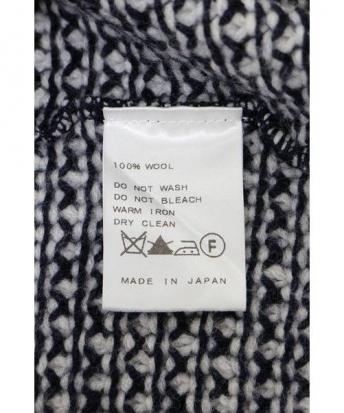 100% WOOL
DO NOT WASH
DO NOT BLEACH
WARM IRON
DRY CLEAN
F
MADE IN JAPAN